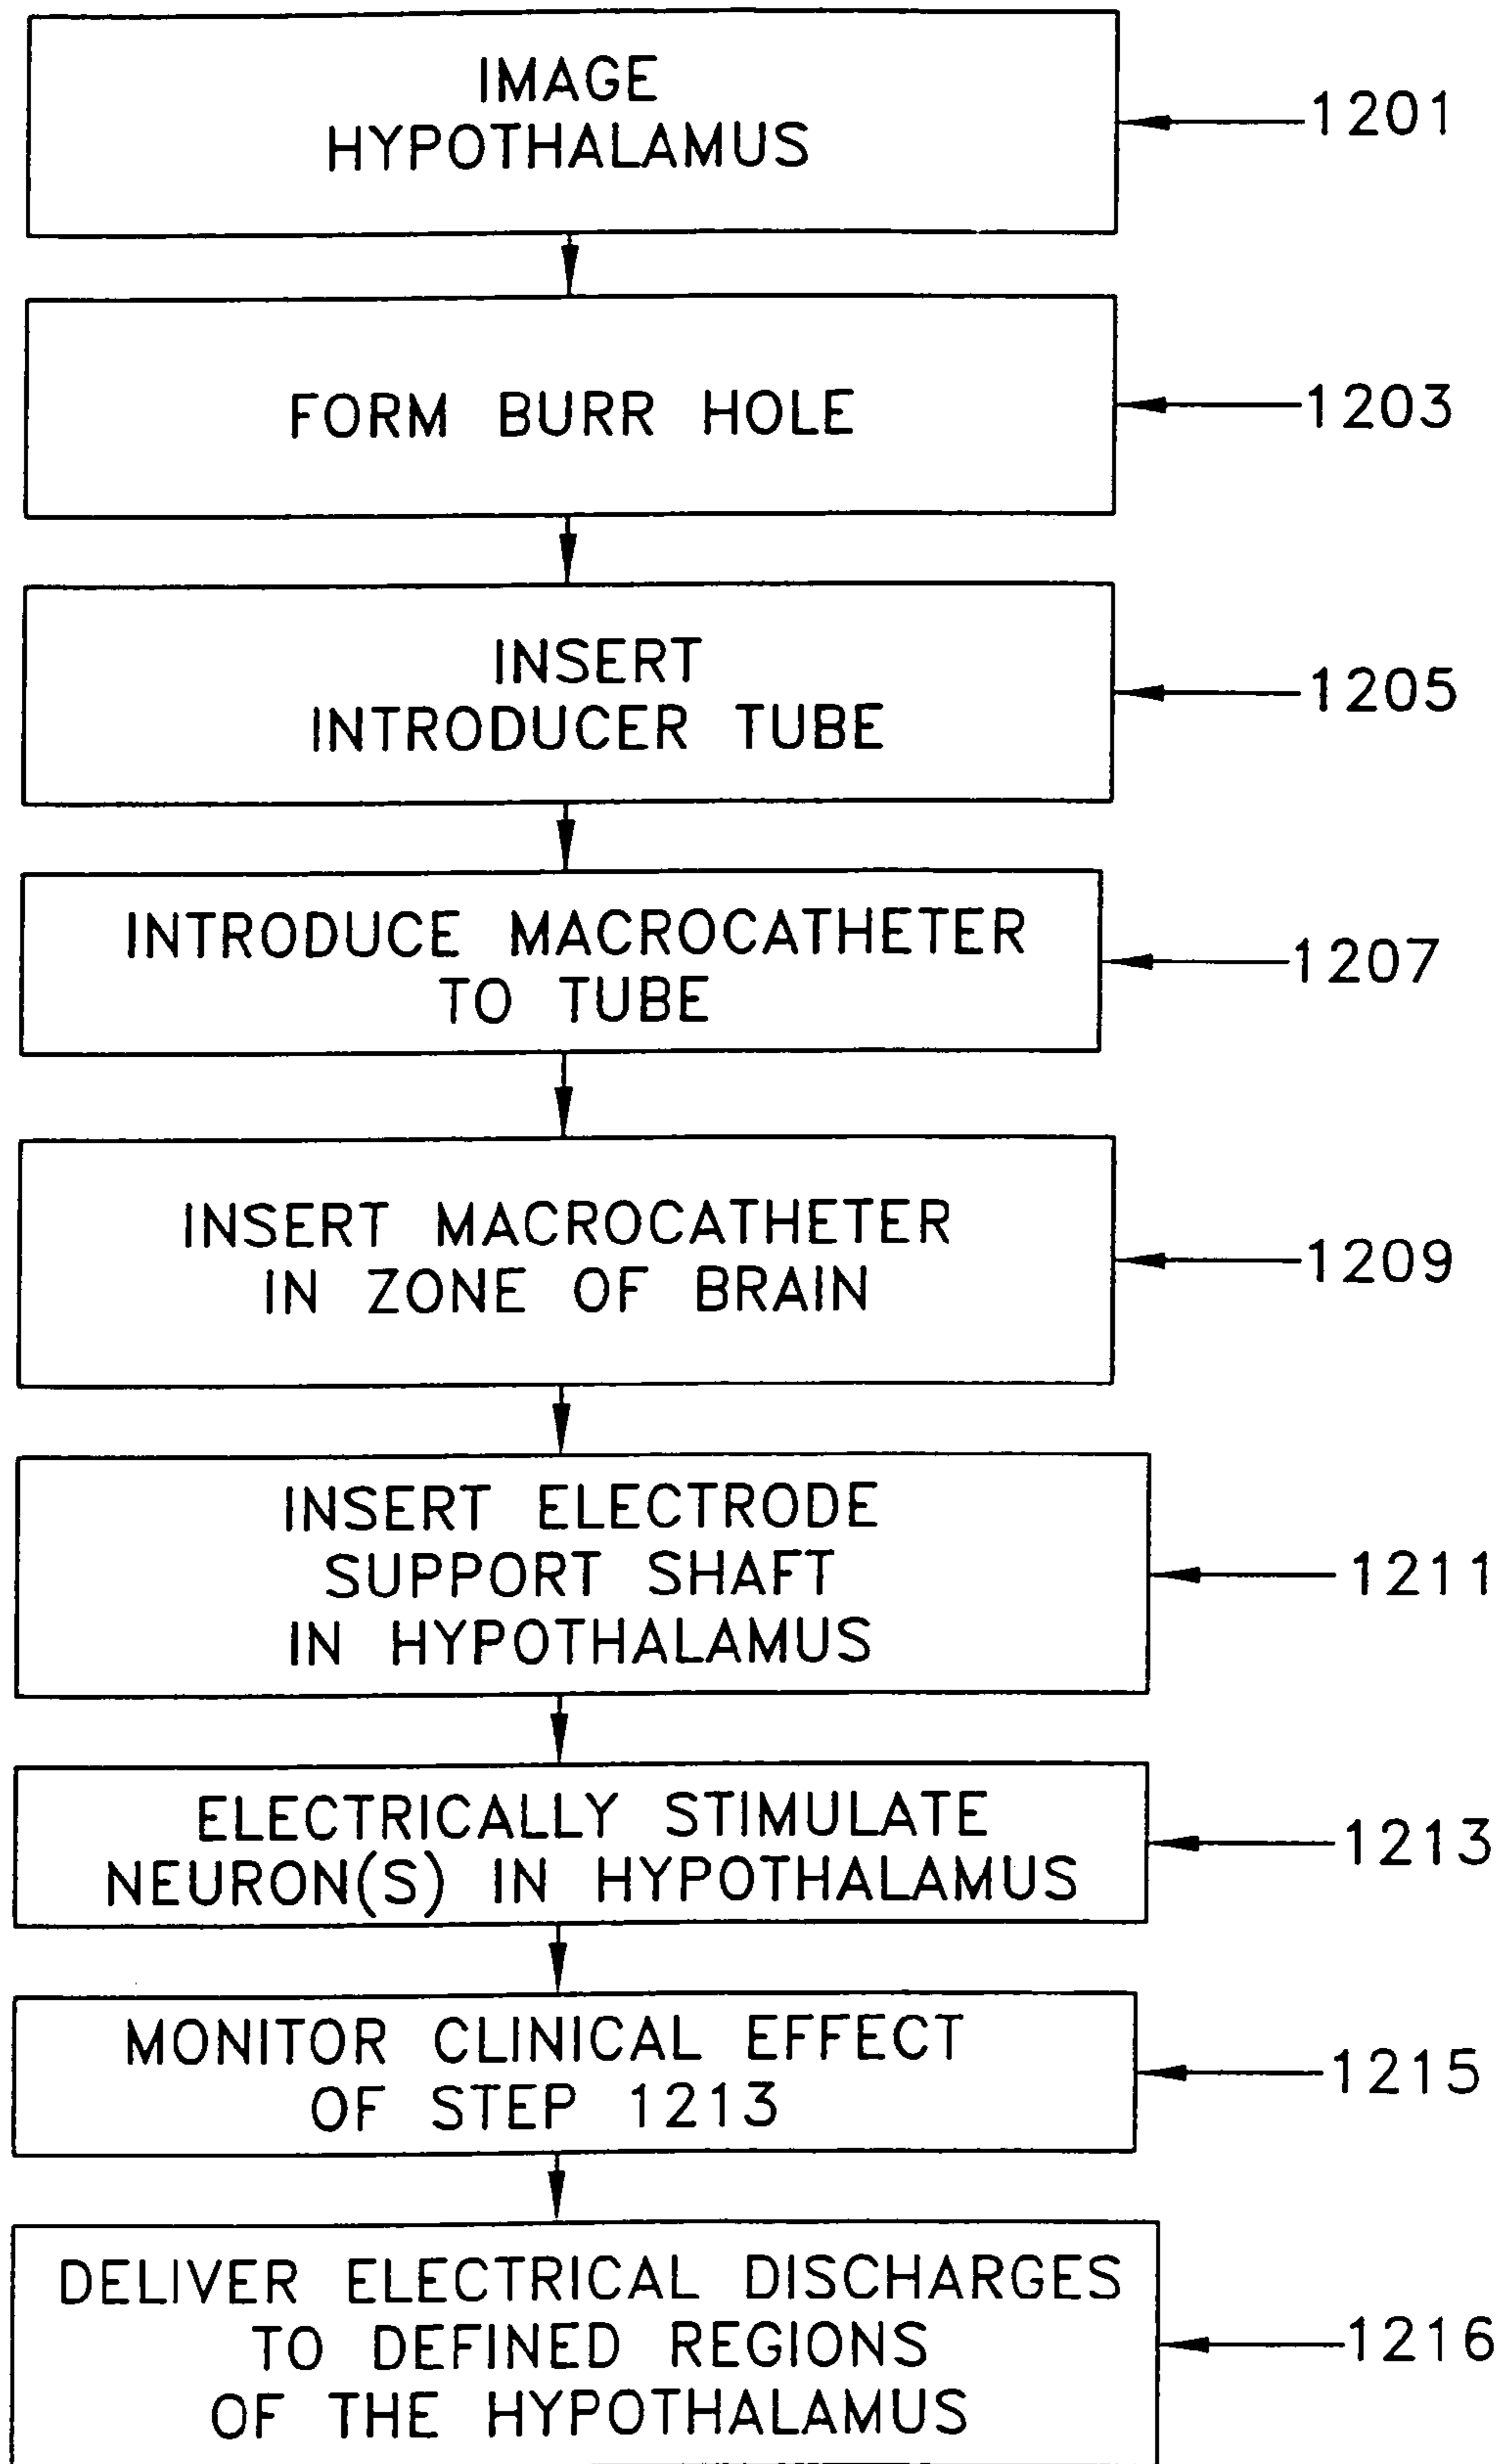 IMAGE
HYPOTHALAMUS
1201
FORM BURR HOLE
1203
INSERT
INTRODUCER TUBE
1205
INTRODUCE MACROCATHETER
TO TUBE
1207
INSERT MACROCATHETER
IN ZONE OF BRAIN
1209
INSERT ELECTRODE
SUPPORT SHAFT
IN HYPOTHALAMUS
1211
ELECTRICALLY STIMULATE
NEURON(S) IN HYPOTHALAMUS
1213
MONITOR CLINICAL EFFECT
OF STEP 1213
1215
DELIVER ELECTRICAL DISCHARGES
TO DEFINED REGIONS
OF THE HYPOTHALAMUS
1216